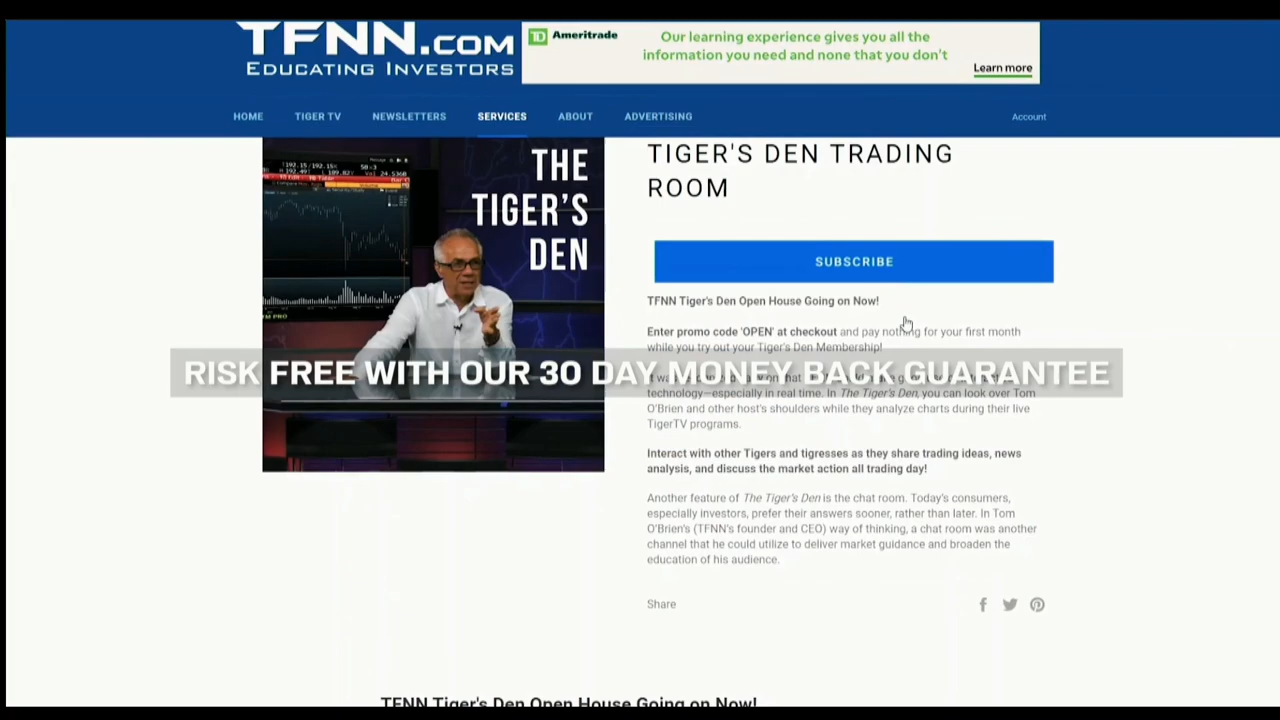 TFNN.COM
EDUCATING INVESTORS
TD Ameritrade
Our learning experience gives you all the
information you need and none that you don't
Learn more
HOME TIGER TV NEWSLETTERS SERVICES ABOUT ADVERTISING Account
THE
TIGER'S
DEN
TIGER'S DEN TRADING
ROOM
SUBSCRIBE
TFNN Tiger's Den Open House Going on Now!
Enter promo code 'OPEN' at checkout and pay nothing for your first month
while you try out your Tiger's Den Membership!
RISK FREE WITH OUR 30 DAY MONEY BACK GUARANTEE
technology—especially in real time. In The Tiger's Den, you can look over Tom
O'Brien and other host's shoulders while they analyze charts during their live
TigerTV programs.
Interact with other Tigers and tigresses as they share trading ideas, news
analysis, and discuss the market action all trading day!
Another feature of The Tiger's Den is the chat room. Today's consumers,
especially investors, prefer their answers sooner, rather than later. In Tom
O'Brien's (TFNN's founder and CEO) way of thinking, a chat room was another
channel that he could utilize to deliver market guidance and broaden the
education of his audience.
Share
TFNN Tiger's Den Open House Going on Now!